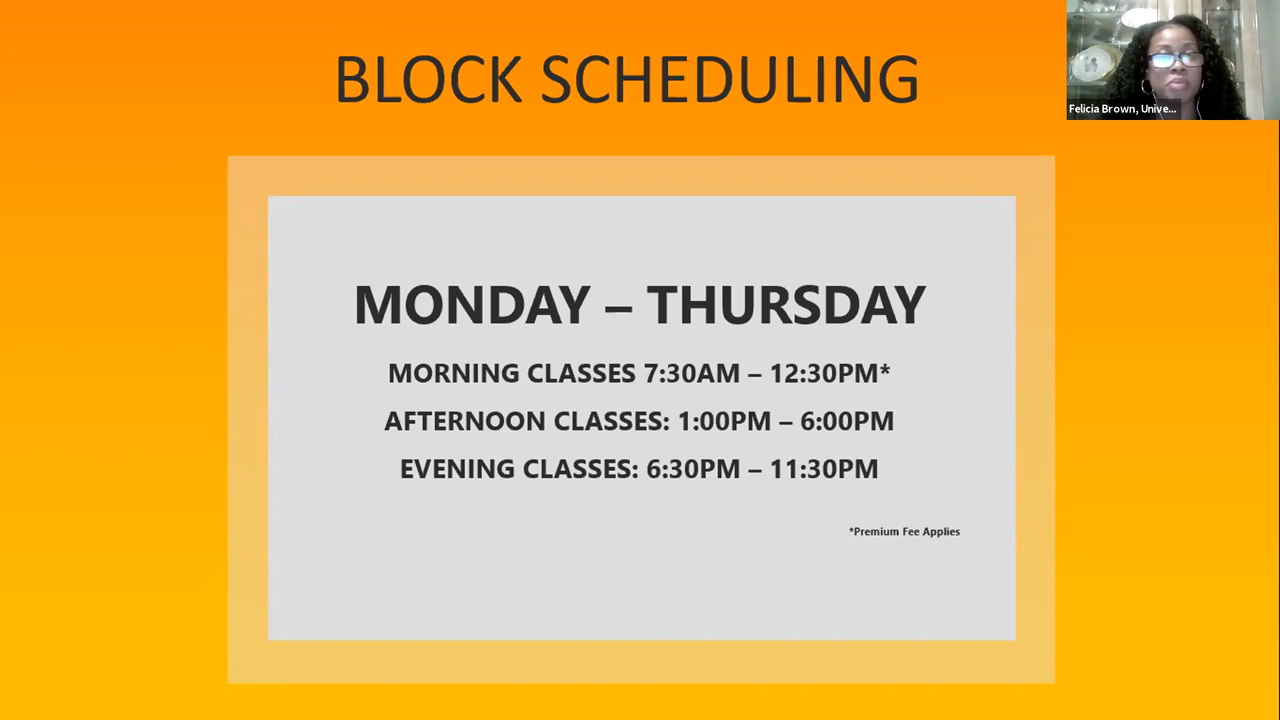 BLOCK SCHEDULING
Felicia Brown, Unive...
MONDAY – THURSDAY
MORNING CLASSES 7:30AM – 12:30PM*
AFTERNOON CLASSES: 1:00PM – 6:00PM
EVENING CLASSES: 6:30PM – 11:30PM
*Premium Fee Applies